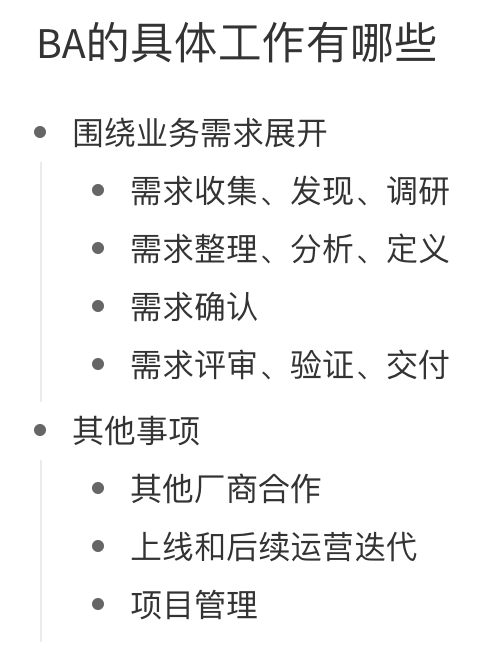 BA的具体工作有哪些
围绕业务需求展开
需求收集、发现、调研
需求整理、分析、定义
需求确认
需求评审、验证、交付
其他事项
其他厂商合作
上线和后续运营迭代
项目管理